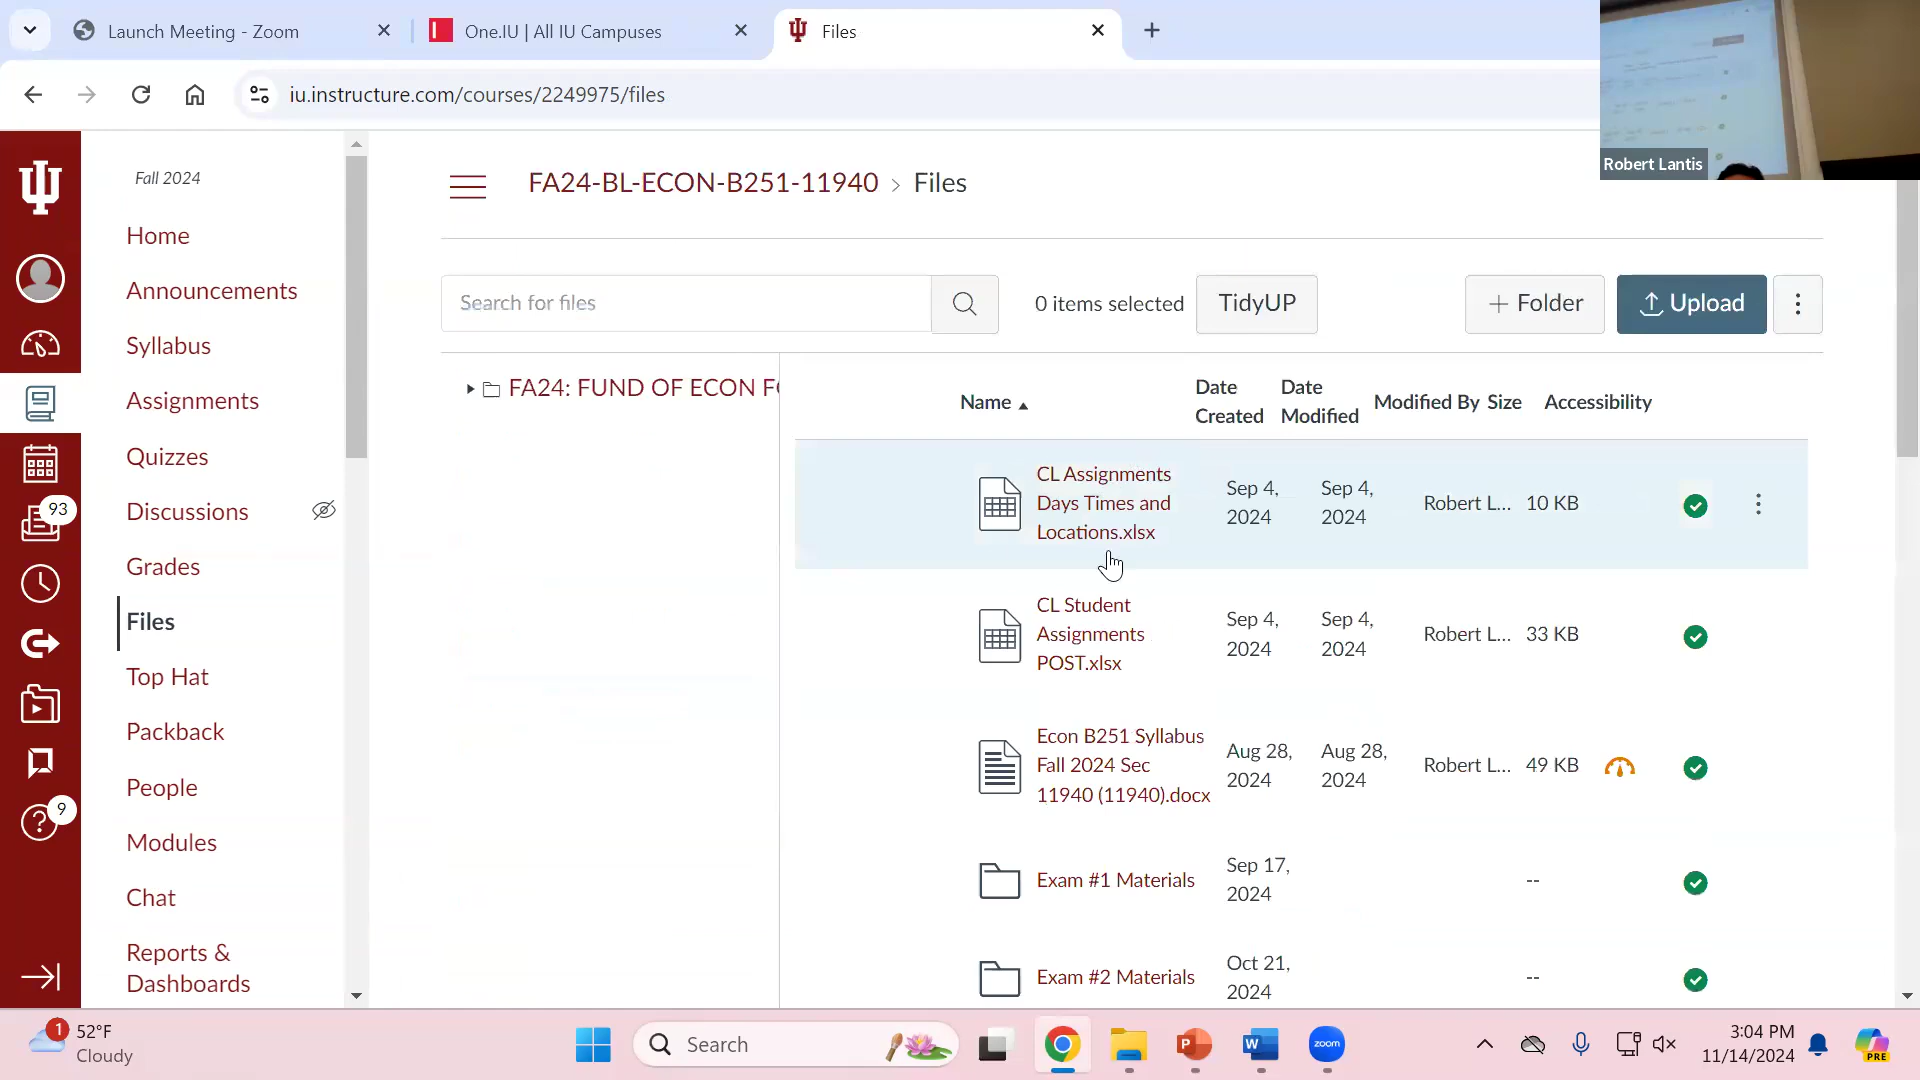 Launch Meeting - Zoom
One.IU | All IU Campuses
Files
iu.instructure.com/courses/2249975/files
Robert Lantis
Fall 2024
Home
Announcements
Syllabus
Assignments
Quizzes
Discussions
Grades
Files
Top Hat
Packback
People
Modules
Chat
Reports &
Dashboards
93
9
FA24-BL-ECON-B251-11940 > Files
Search for files
0 items selected
TidyUP
+ Folder
Upload
FA24: FUND OF ECON F
Name
Date
Created
Date
Modified
Modified By
Size
Accessibility
CL Assignments
Days Times and
Locations.xlsx
Sep 4,
2024
Sep 4,
2024
Robert L...
10 KB
CL Student
Assignments
POST.xlsx
Sep 4,
2024
Sep 4,
2024
Robert L...
33 KB
Econ B251 Syllabus
Fall 2024 Sec
11940 (11940).docx
Aug 28,
2024
Aug 28,
2024
Robert L...
49 KB
Exam #1 Materials
Sep 17,
2024
--
Exam #2 Materials
Oct 21,
2024
--
1
52°F
Cloudy
Search
P
W
zoom
3:04 PM
11/14/2024
PRE